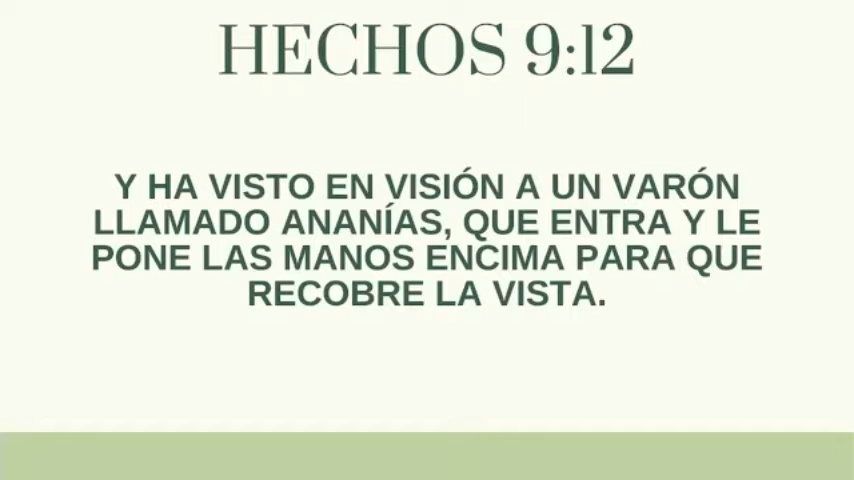 HECHOS 9:12
Y HA VISTO EN VISIÓN A UN VARÓN
LLAMADO ANANÍAS, QUE ENTRA Y LE
PONE LAS MANOS ENCIMA PARA QUE
RECOBRE LA VISTA.